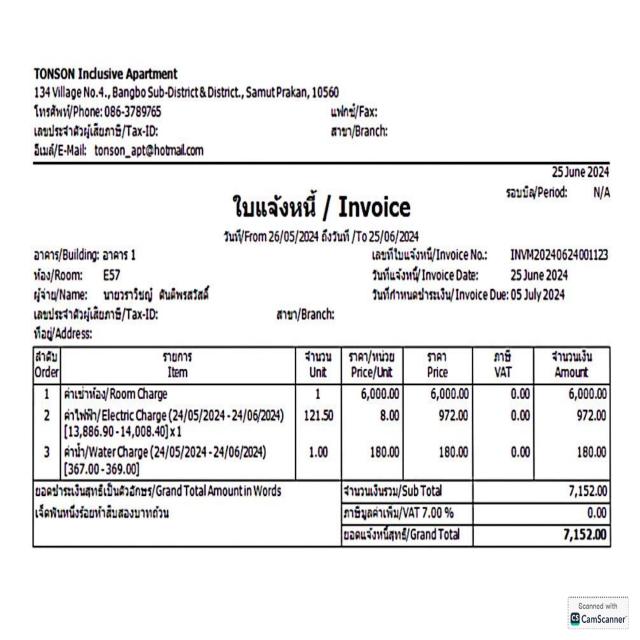 TONSON Inclusive Apartment
134 Village No.4., Bangbo Sub-District & District., Samut Prakan, 10560
โทรศัพท์/Phone: 086-3789765 แฟกซ์/Fax:
เลขประจำตัวผู้เสียภาษี/Tax-ID: สาขา/Branch:
อีเมล์/E-Mail: tonson_apt@hotmail.com
25 June 2024
รอบบิล/Period: N/A
ใบแจ้งหนี้ / Invoice
วันที่/From 26/05/2024 ถึงวันที่ /To 25/06/2024
อาคาร/Building: อาคาร 1 เลขที่ใบแจ้งหนี้/Invoice No.: INVM20240624001123
ห้อง/Room: E57 วันที่แจ้งหนี้/Invoice Date: 25 June 2024
ผู้จ่าย/Name: นายวราวิชญ์ ตันติพรสวัสดิ์ วันที่กำหนดชำระเงิน/Invoice Due: 05 July 2024
เลขประจำตัวผู้เสียภาษี/Tax-ID: สาขา/Branch:
ที่อยู่/Address:
ลำดับ รายการ จำนวน ราคา/หน่วย ราคา ภาษี จำนวนเงิน
Order Item Unit Price/Unit Price VAT Amount
1 ค่าเช่าห้อง/Room Charge 1 6,000.00 6,000.00 0.00 6,000.00
2 ค่าไฟฟ้า/Electric Charge (24/05/2024 - 24/06/2024) 121.50 8.00 972.00 0.00 972.00
[13,886.90 - 14,008.40] x 1
3 ค่าน้ำ/Water Charge (24/05/2024 - 24/06/2024) 1.00 180.00 180.00 0.00 180.00
[367.00 - 369.00]
ยอดชำระเงินสุทธิเป็นตัวอักษร/Grand Total Amount in Words จำนวนเงินรวม/Sub Total 7,152.00
เจ็ดพันหนึ่งร้อยห้าสิบสองบาทถ้วน ภาษีมูลค่าเพิ่ม/VAT 7.00 % 0.00
ยอดแจ้งหนี้สุทธิ/Grand Total 7,152.00
Scanned with
CS CamScanner